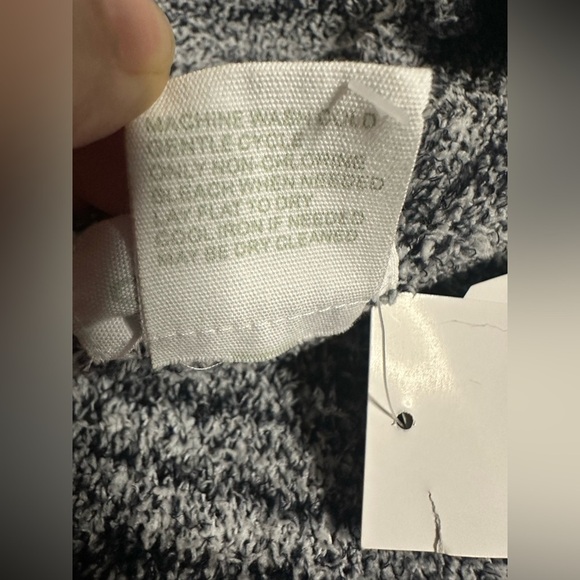 MACHINE WASH COLD
GENTLE CYCLE
ONLY NON-CHLORINE
BLEACH WHEN NEEDED
LAY FLAT TO DRY
COOL IRON IF NEEDED
MAY BE DRY CLEANED